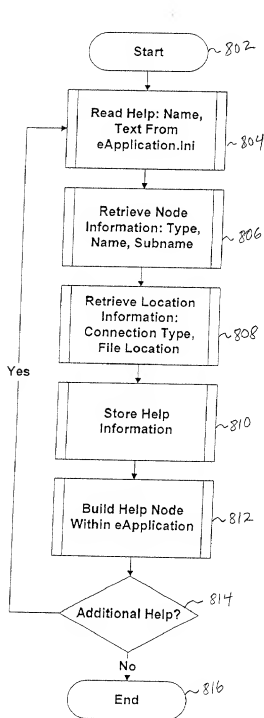 Start
802
Read Help: Name,
Text From
eApplication.ini
804
Retrieve Node
Information: Type,
Name, Subname
806
Retrieve Location
Information:
Connection Type,
File Location
808
Yes
Store Help
Information
810
Build Help Node
Within eApplication
812
Additional Help?
814
No
End
816